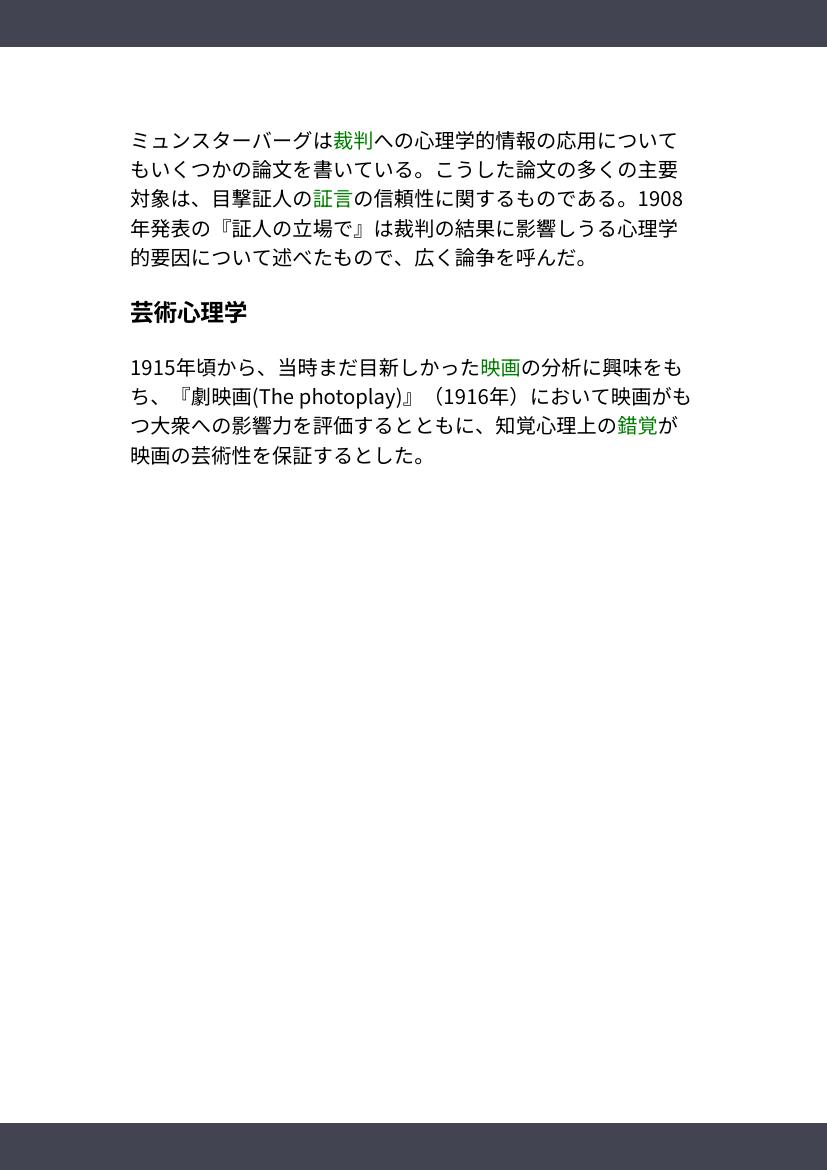 ミュンスターバーグは裁判への心理学的情報の応用について
もいくつかの論文を書いている。こうした論文の多くの主要
対象は、目撃証人の証言の信頼性に関するものである。1908
年発表の『証人の立場で』は裁判の結果に影響しうる心理学
的要因について述べたもので、広く論争を呼んだ。
芸術心理学
1915年頃から、当時まだ目新しかった映画の分析に興味をも
ち、『劇映画(The photoplay)』（1916年）において映画がも
つ大衆への影響力を評価するとともに、知覚心理上の錯覚が
映画の芸術性を保証するとした。